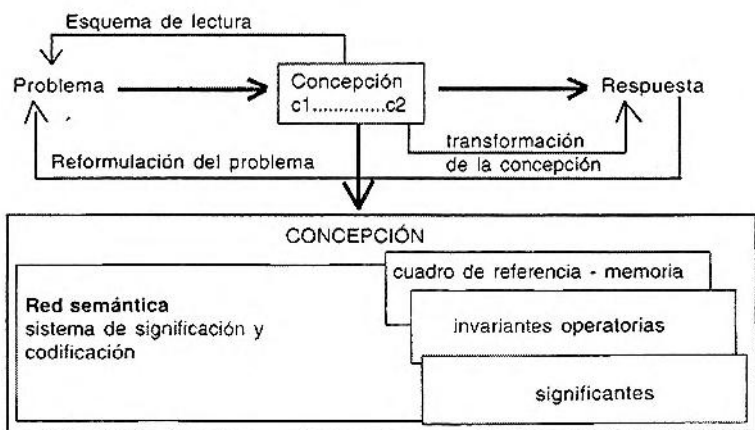 Esquema de lectura
Problema
Concepción
c1.............c2
Respuesta
transformación
de la concepción
Reformulación del problema
CONCEPCIÓN
cuadro de referencia - memoria
Red semántica
sistema de significación y
codificación
invariantes operatorias
significantes